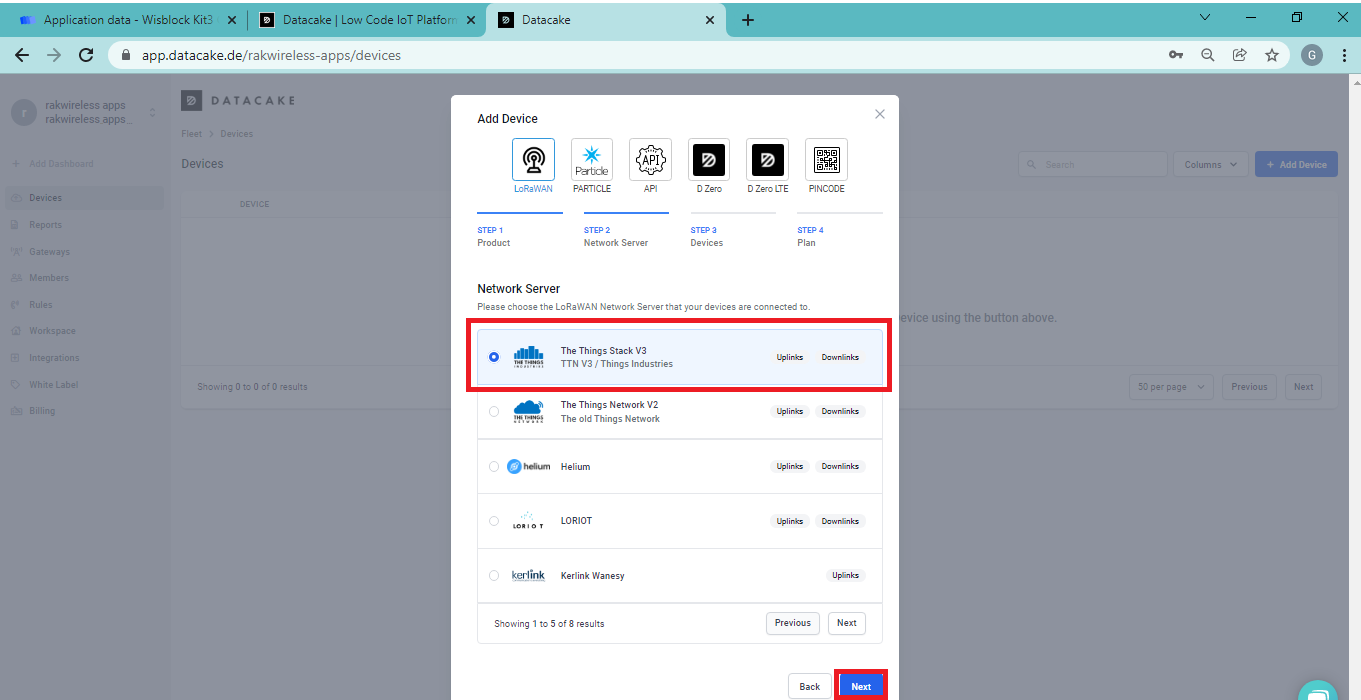 Application data - Wisblock Kit3
Datacake | Low Code IoT Platform
Datacake
app.datacake.de/rakwireless-apps/devices
G
r
rakwireless apps
rakwireless apps_
DATACAKE
Fleet > Devices
Add Dashboard
Devices
Search
Columns
+ Add Device
Devices
Reports
Gateways
Members
Rules
Workspace
Integrations
White Label
Billing
DEVICE
evice using the button above.
Showing 0 to 0 of 0 results
50 per page
Previous
Next
Add Device
Particle
API
LoRaWAN
PARTICLE
API
D Zero
D Zero LTE
PINCODE
STEP 1
Product
STEP 2
Network Server
STEP 3
Devices
STEP 4
Plan
Network Server
Please choose the LoRaWAN Network Server that your devices are connected to.
THE THINGS
INDUSTRIES
The Things Stack V3
TTN V3 / Things Industries
Uplinks
Downlinks
THE THINGS
NETWORK
The Things Network V2
The old Things Network
Uplinks
Downlinks
helium
Helium
Uplinks
Downlinks
LORIOT
LORIOT
Uplinks
Downlinks
kerlink
Kerlink Wanesy
Uplinks
Showing 1 to 5 of 8 results
Previous
Next
Back
Next